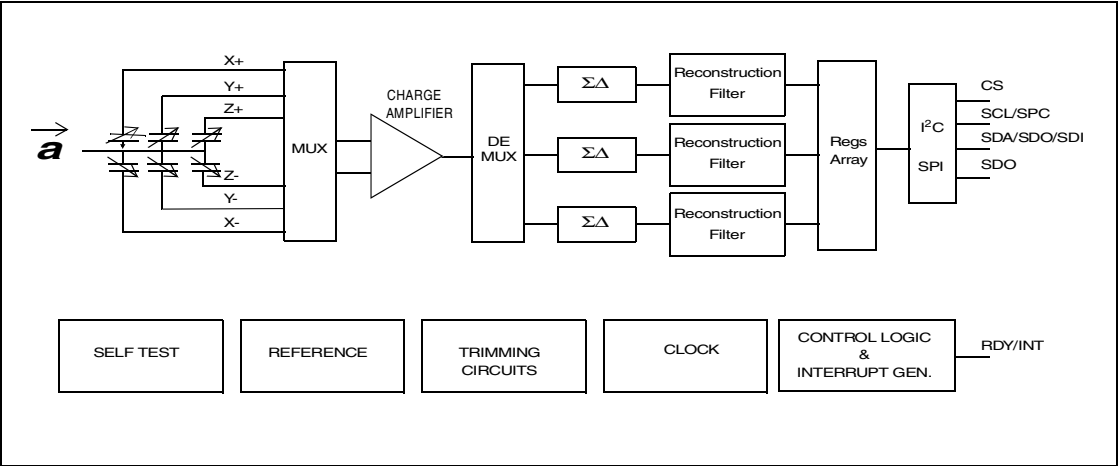 X+
Y+
Z+
a
Z-
Y-
X-
MUX
CHARGE
AMPLIFIER
DE
MUX
ΣΔ
ΣΔ
ΣΔ
Reconstruction
Filter
Reconstruction
Filter
Reconstruction
Filter
Regs
Array
I²C
SPI
CS
SCL/SPC
SDA/SDO/SDI
SDO
SELF TEST
REFERENCE
TRIMMING
CIRCUITS
CLOCK
CONTROL LOGIC
&
INTERRUPT GEN.
RDY/INT